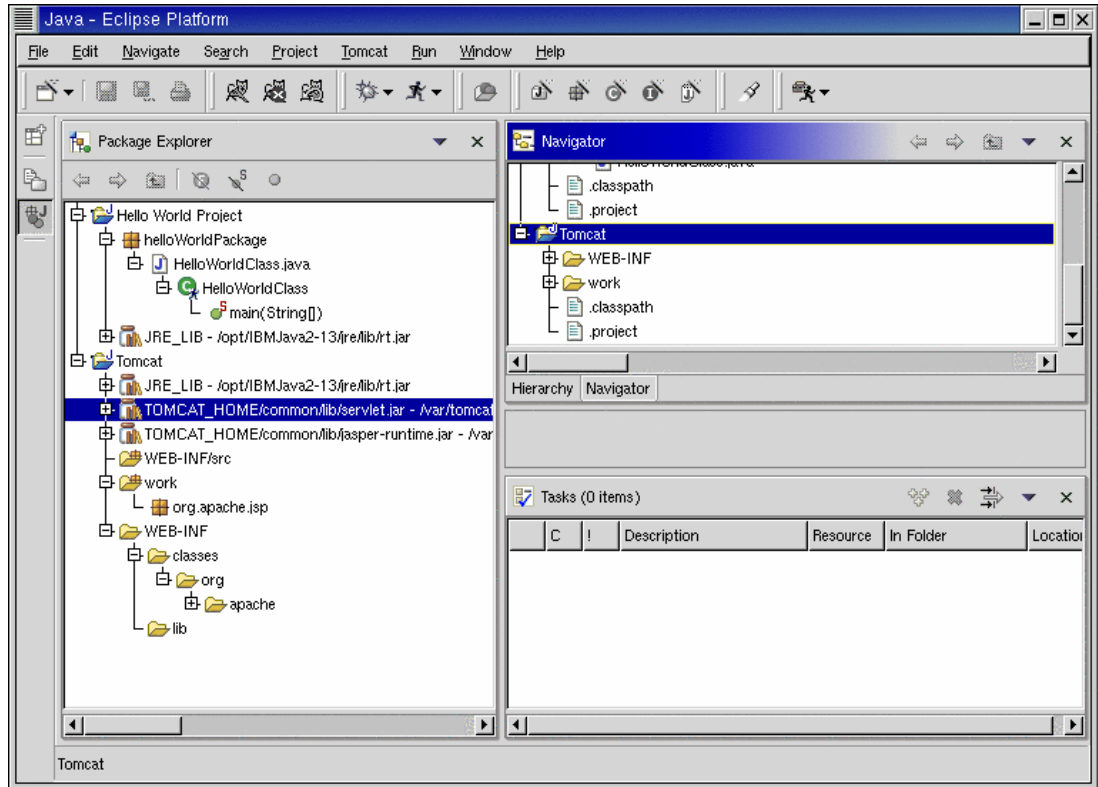 Java - Eclipse Platform
File Edit Navigate Search Project Tomcat Run Window Help
Package Explorer
Hello World Project
helloWorldPackage
HelloWorldClass.java
HelloWorldClass
main(String[])
JRE_LIB - /opt/IBMJava2-13/jre/lib/rt.jar
Tomcat
JRE_LIB - /opt/IBMJava2-13/jre/lib/rt.jar
TOMCAT_HOME/common/lib/servlet.jar - /var/tomcat
TOMCAT_HOME/common/lib/jasper-runtime.jar - /var
WEB-INF/src
work
org.apache.jsp
WEB-INF
classes
org
apache
lib
Navigator
HelloWorldClass.java
.classpath
.project
Tomcat
WEB-INF
work
.classpath
.project
Hierarchy Navigator
Tasks (0 items)
C ! Description Resource In Folder Location
Tomcat